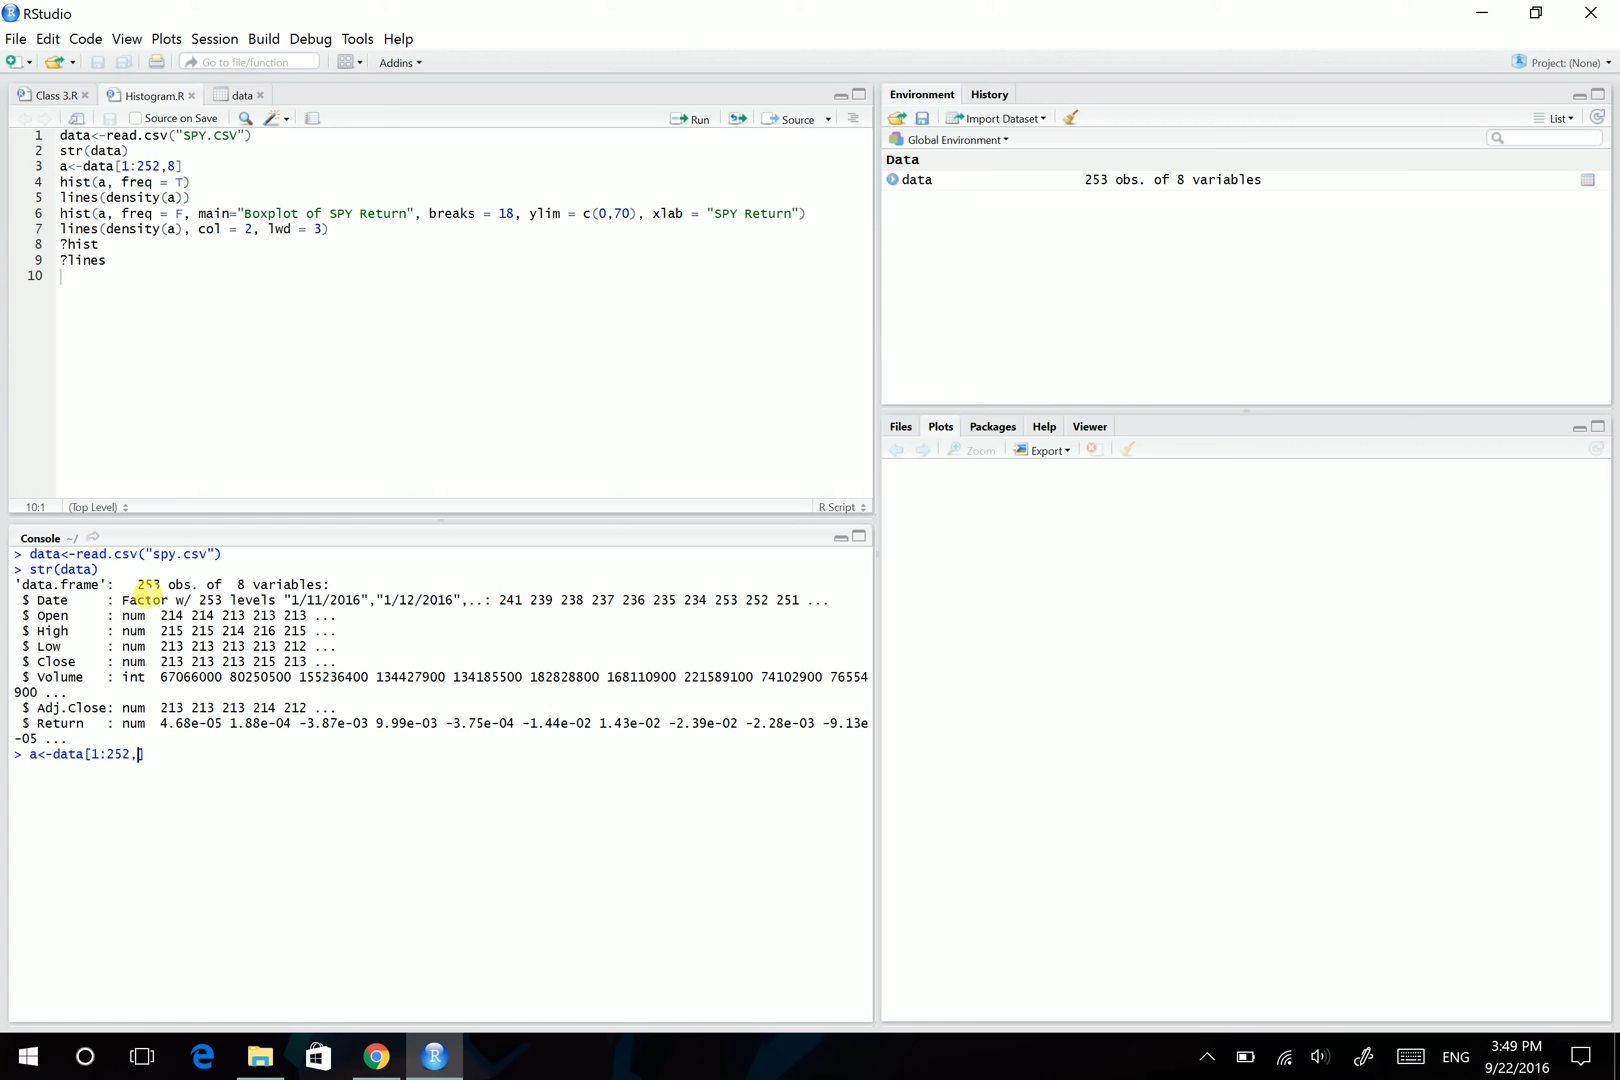 RStudio
File Edit Code View Plots Session Build Debug Tools Help
Go to file/function Addins Project: (None)
Class 3.R Histogram.R data
Source on Save Run Source
1 data<-read.csv("SPY.CSV")
2 str(data)
3 a<-data[1:252,8]
4 hist(a, freq = T)
5 lines(density(a))
6 hist(a, freq = F, main="Boxplot of SPY Return", breaks = 18, ylim = c(0,70), xlab = "SPY Return")
7 lines(density(a), col = 2, lwd = 3)
8 ?hist
9 ?lines
10
10:1 (Top Level) R Script
Console ~/
> data<-read.csv("spy.csv")
> str(data)
'data.frame': 253 obs. of 8 variables:
$ Date : Factor w/ 253 levels "1/11/2016","1/12/2016",..: 241 239 238 237 236 235 234 253 252 251 ...
$ Open : num 214 214 213 213 213 ...
$ High : num 215 215 214 216 215 ...
$ Low : num 213 213 213 213 212 ...
$ Close : num 213 213 213 215 213 ...
$ Volume : int 67066000 80250500 155236400 134427900 134185500 182828800 168110900 221589100 74102900 76554
900 ...
$ Adj.Close: num 213 213 213 214 212 ...
$ Return : num 4.68e-05 1.88e-04 -3.87e-03 9.99e-03 -3.75e-04 -1.44e-02 1.43e-02 -2.39e-02 -2.28e-03 -9.13e
-05 ...
> a<-data[1:252,]
Environment History
Import Dataset List
Global Environment
Data
data 253 obs. of 8 variables
Files Plots Packages Help Viewer
Zoom Export
ENG
3:49 PM
9/22/2016